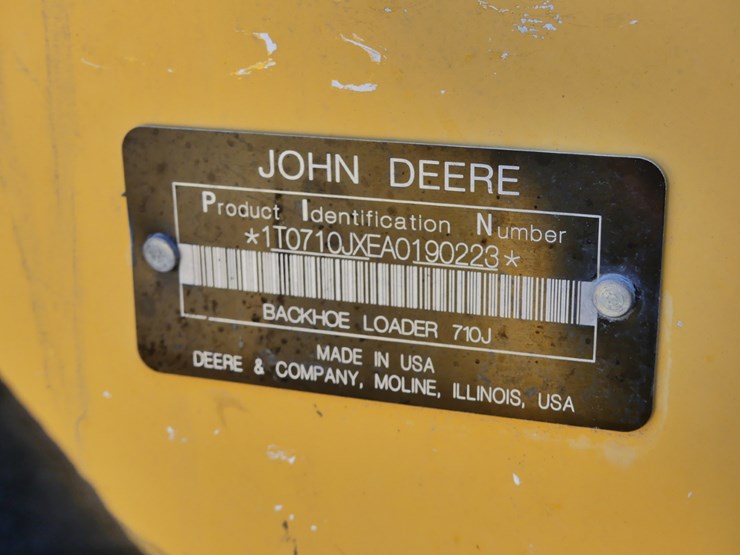 JOHN DEERE
Product Identification Number
*1T0710JXEA0190223*
BACKHOE LOADER 710J
MADE IN USA
DEERE & COMPANY, MOLINE, ILLINOIS, USA